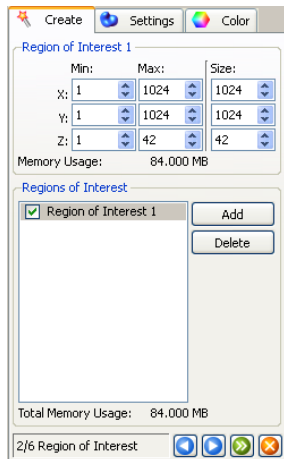 Create Settings Color
Region of Interest 1
Min: Max: Size:
X: 1 1024 1024
Y: 1 1024 1024
Z: 1 42 42
Memory Usage: 84.000 MB
Regions of Interest
Region of Interest 1
Add
Delete
Total Memory Usage: 84.000 MB
2/6 Region of Interest